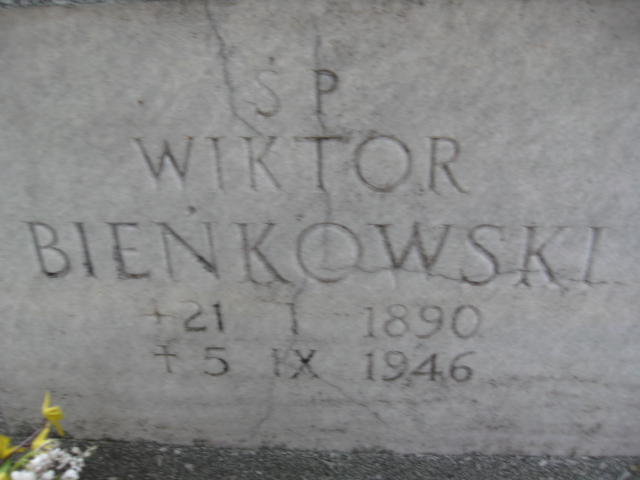 Ś P
WIKTOR
BIEŃKOWSKI
+ 21 I 1890
+ 5 IX 1946